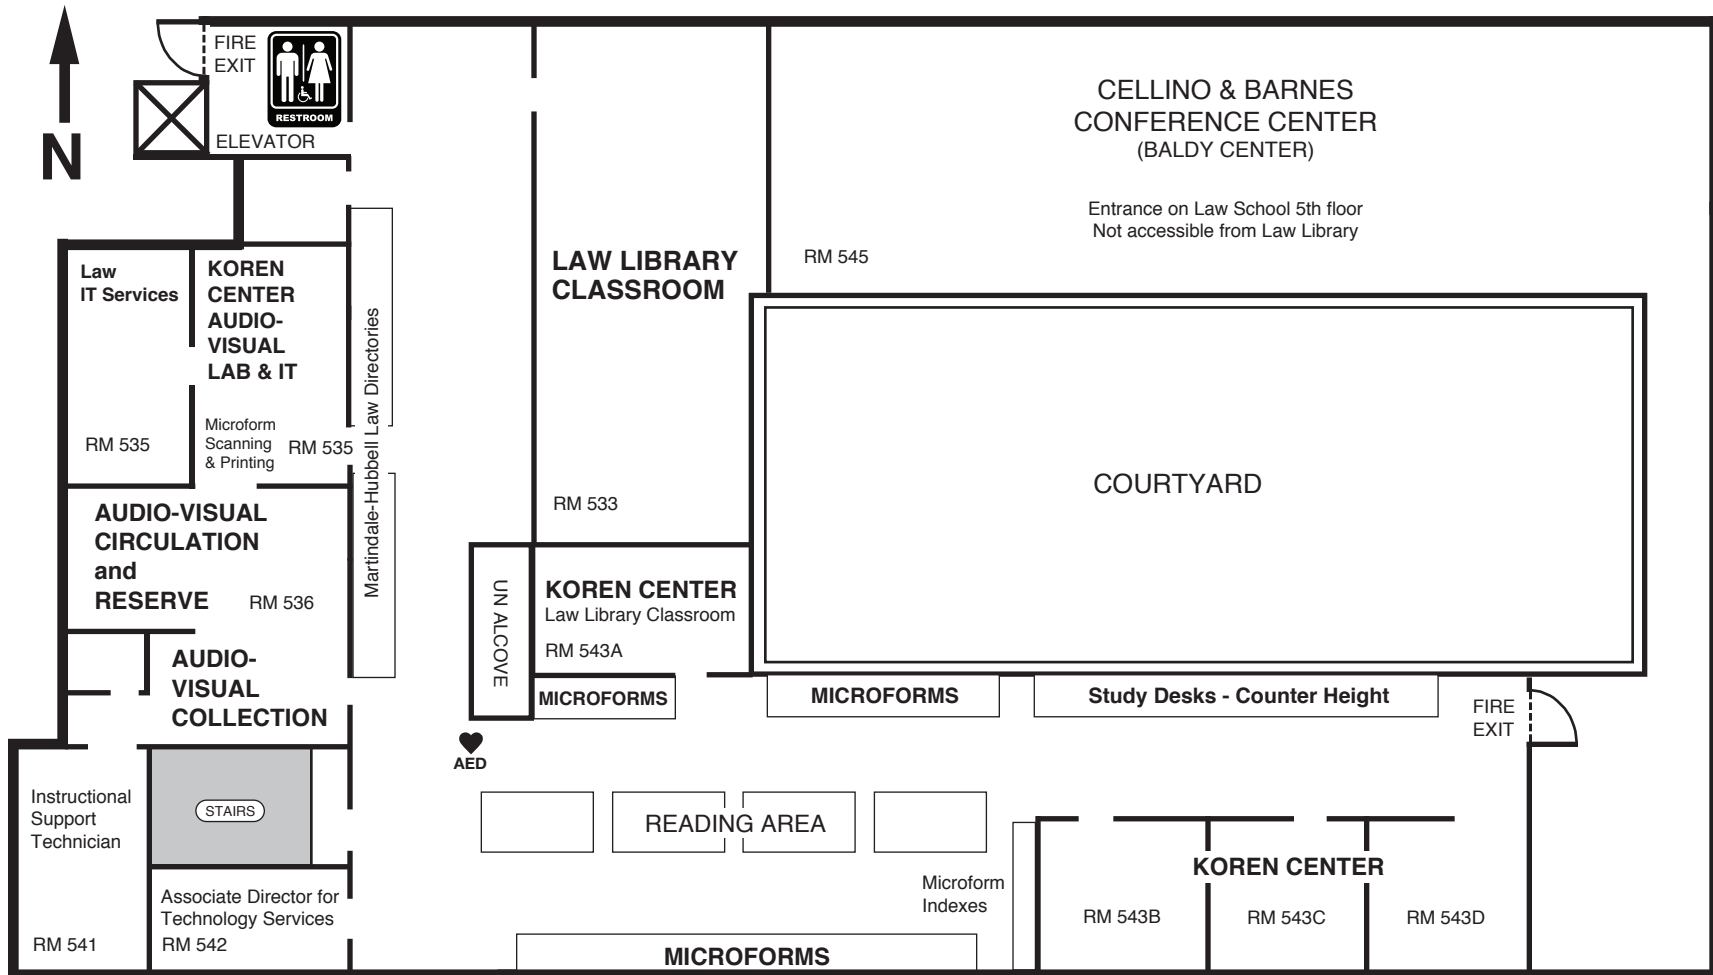 N
FIRE
EXIT
RESTROOM
ELEVATOR
CELLINO & BARNES
CONFERENCE CENTER
(BALDY CENTER)
Entrance on Law School 5th floor
Not accessible from Law Library
RM 545
LAW LIBRARY
CLASSROOM
RM 533
Law
IT Services
RM 535
KOREN
CENTER
AUDIO-
VISUAL
LAB & IT
Microform
Scanning
& Printing
RM 535
Martindale-Hubbell Law Directories
COURTYARD
AUDIO-VISUAL
CIRCULATION
and
RESERVE
RM 536
UN ALCOVE
KOREN CENTER
Law Library Classroom
RM 543A
AUDIO-
VISUAL
COLLECTION
MICROFORMS
MICROFORMS
Study Desks - Counter Height
FIRE
EXIT
AED
Instructional
Support
Technician
RM 541
STAIRS
READING AREA
Associate Director for
Technology Services
RM 542
Microform
Indexes
KOREN CENTER
RM 543B
RM 543C
RM 543D
MICROFORMS